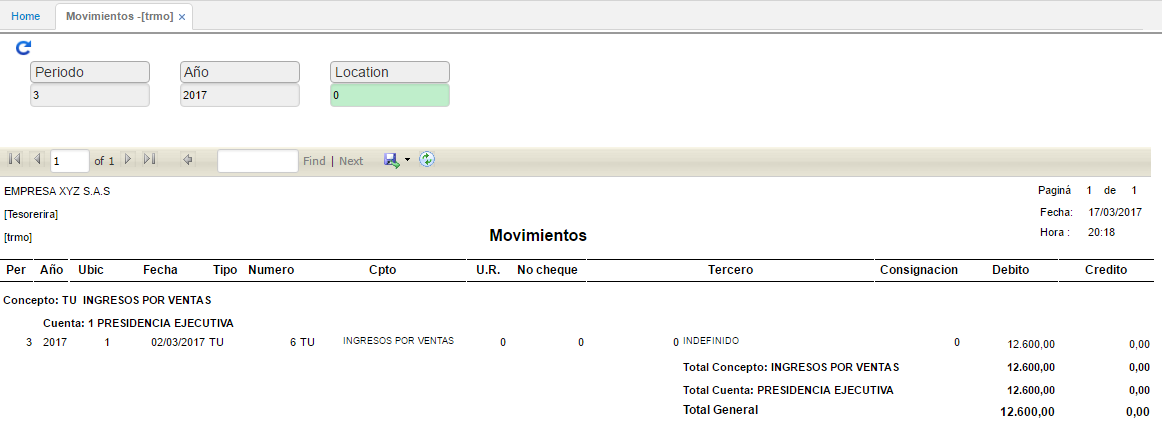 Home Movimientos -[trmo] ×
Periodo Año Location
3 2017 0
1 of 1 Find | Next
EMPRESA XYZ S.A.S Paginá 1 de 1
[Tesorerira] Fecha: 17/03/2017
[trmo] Movimientos Hora : 20:18
Per Año Ubic Fecha Tipo Numero Cpto U.R. No cheque Tercero Consignacion Debito Credito
Concepto: TU INGRESOS POR VENTAS
Cuenta: 1 PRESIDENCIA EJECUTIVA
3 2017 1 02/03/2017 TU 6 TU INGRESOS POR VENTAS 0 0 0 INDEFINIDO 0 12.600,00 0,00
Total Concepto: INGRESOS POR VENTAS 12.600,00 0,00
Total Cuenta: PRESIDENCIA EJECUTIVA 12.600,00 0,00
Total General 12.600,00 0,00